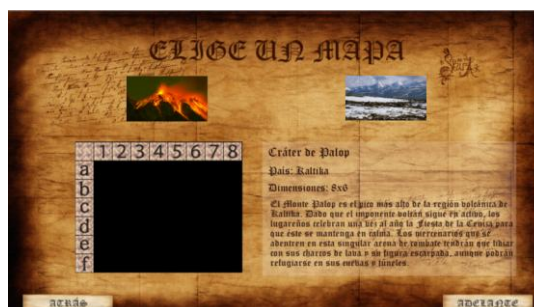 ELIGE UN MAPA
1 2 3 4 5 6 7 8
a
b
c
d
e
f
Cráter de Palop
País: Kaltika
Dimensiones: 8x6
El Monte Palop es el pico más alto de la región volcánica de
Kaltika. Dado que el imponente volcán sigue en activo, los
lugareños celebran una vez al año la Fiesta de la Ceniza para
que éste se mantenga en calma. Los mercenarios que se
adentren en esta singular arena de combate tendrán que lidiar
con sus charcos de lava y su figura escarpada, aunque podrán
refugiarse en sus cuevas y túneles.
ATRÁS
ADELANTE